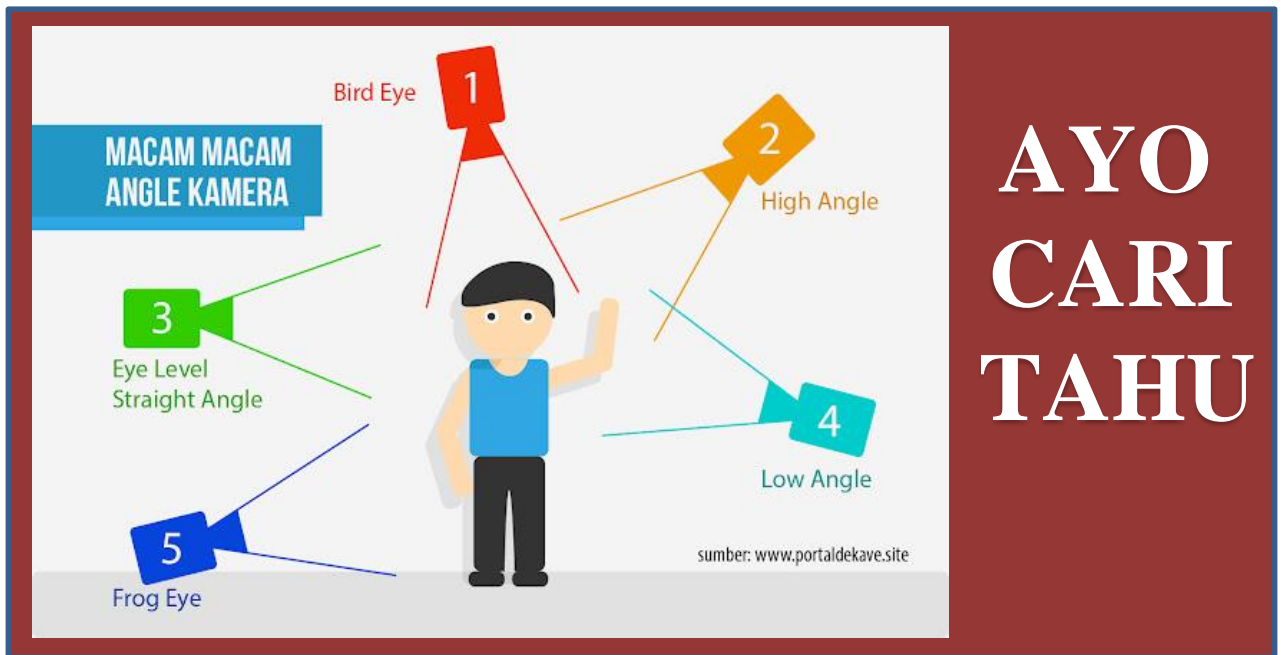 MACAM MACAM
ANGLE KAMERA
Bird Eye
1
2
High Angle
3
Eye Level
Straight Angle
4
Low Angle
5
Frog Eye
sumber: www.portaldekave.site
AYO
CARI
TAHU